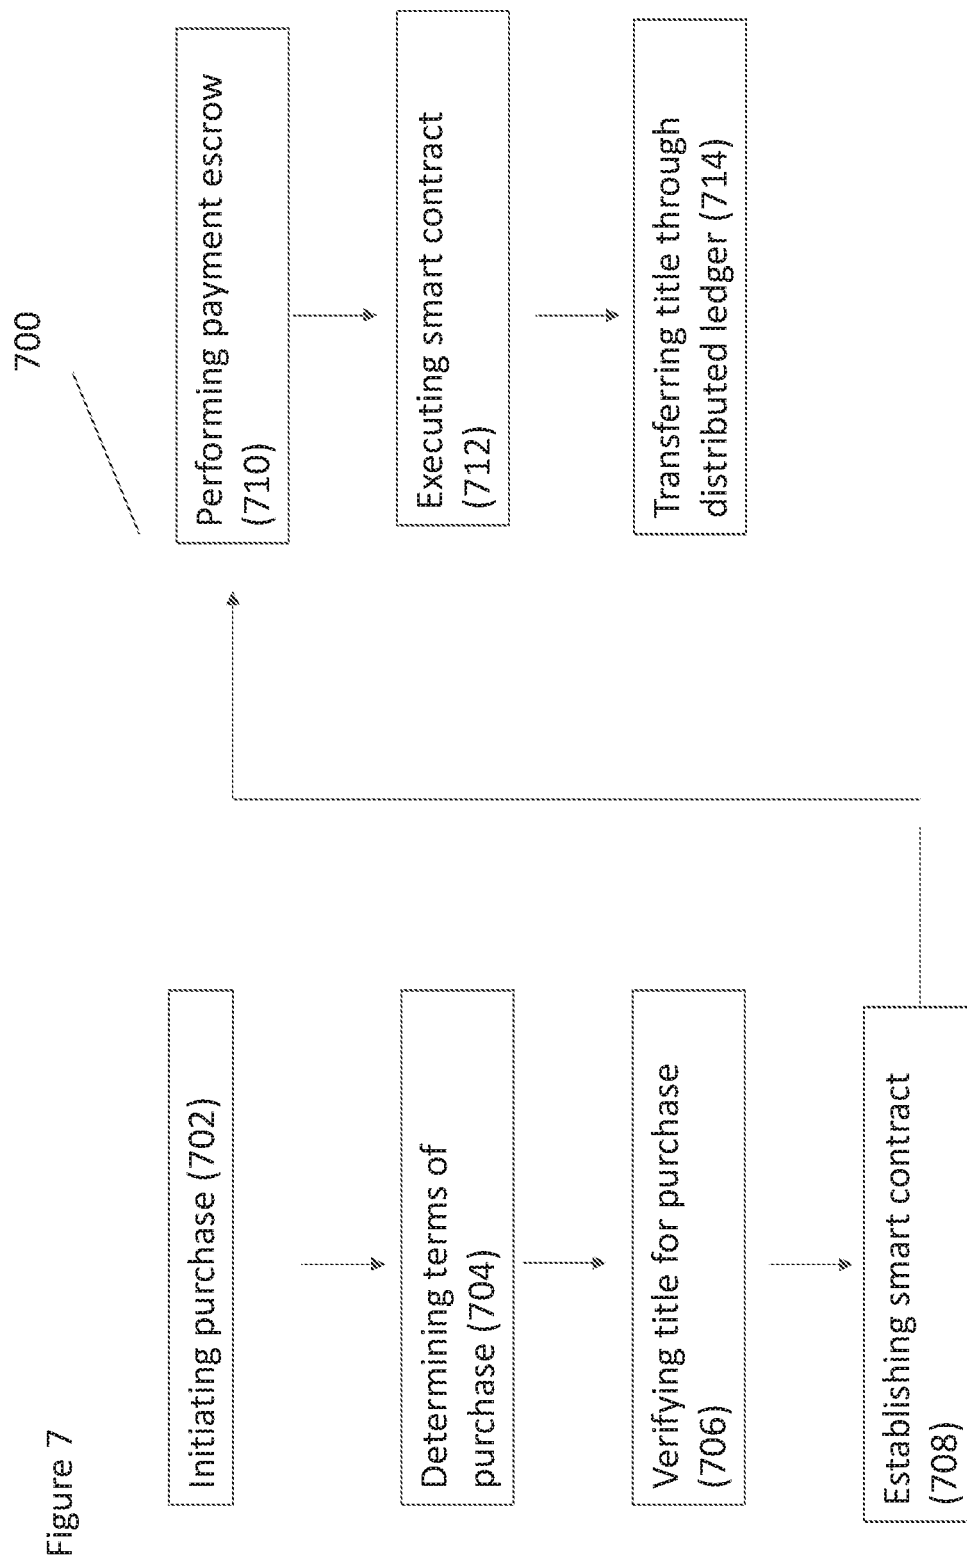 Figure 7
700
Initiating purchase (702)
Determining terms of
purchase (704)
Verifying title for purchase
(706)
Establishing smart contract
(708)
Performing payment escrow
(710)
Executing smart contract
(712)
Transferring title through
distributed ledger (714)